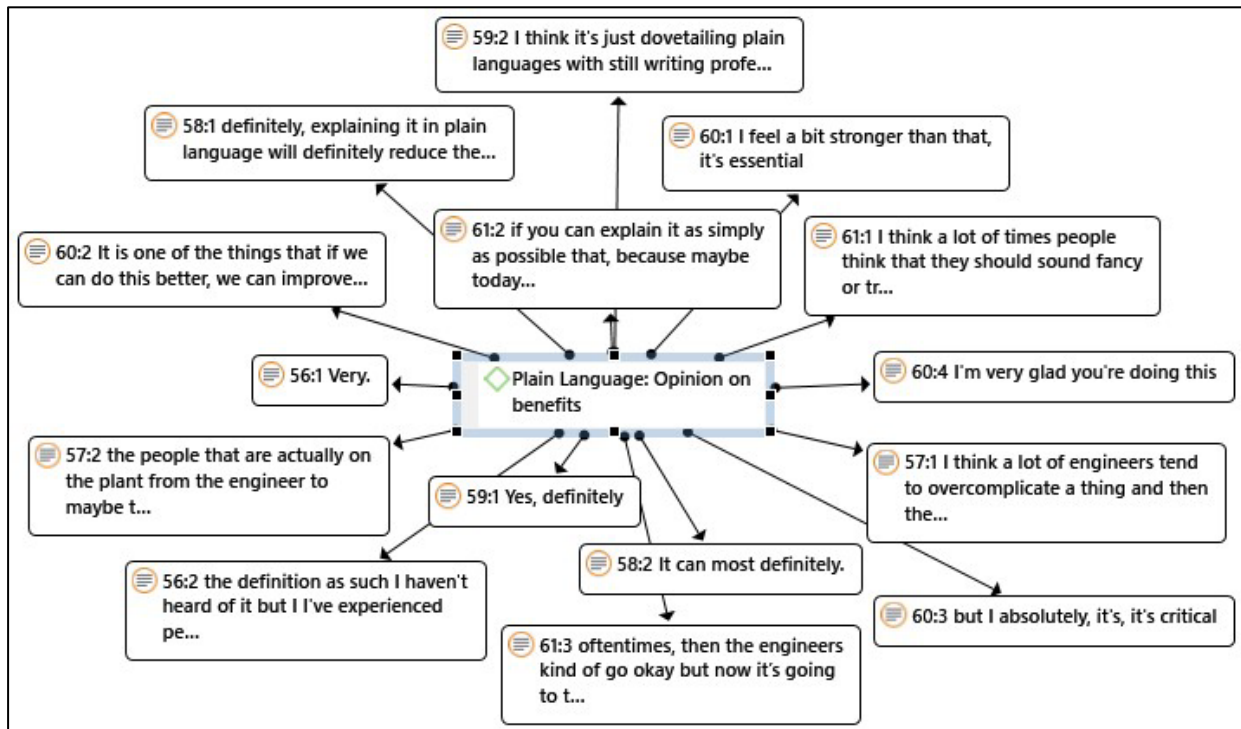 59:2 I think it's just dovetailing plain
languages with still writing profe...
58:1 definitely, explaining it in plain
language will definitely reduce the...
60:1 I feel a bit stronger than that,
it's essential
61:2 if you can explain it as simply
as possible that, because maybe
today...
60:2 It is one of the things that if we
can do this better, we can improve...
61:1 I think a lot of times people
think that they should sound fancy
or tr...
56:1 Very.
Plain Language: Opinion on
benefits
60:4 I'm very glad you're doing this
57:2 the people that are actually on
the plant from the engineer to
maybe t...
59:1 Yes, definitely
57:1 I think a lot of engineers tend
to overcomplicate a thing and then
the...
56:2 the definition as such I haven't
heard of it but I I've experienced
pe...
58:2 It can most definitely.
60:3 but I absolutely, it's, it's critical
61:3 oftentimes, then the engineers
kind of go okay but now it's going
to t...